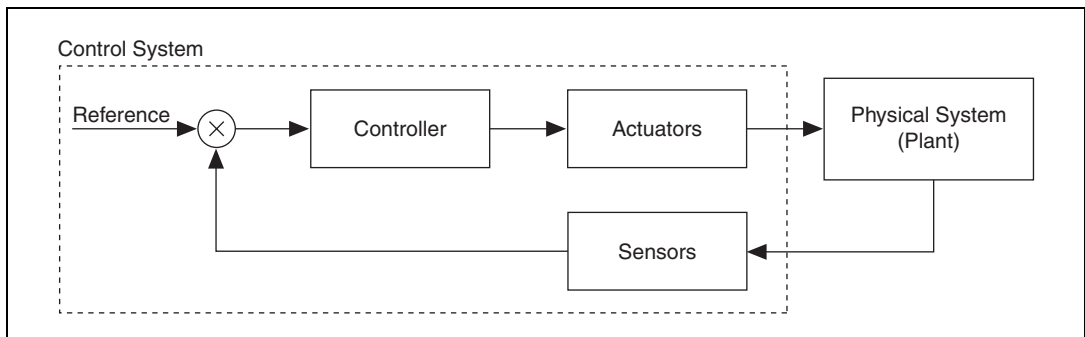 Control System
Reference
Controller
Actuators
Physical System
(Plant)
Sensors